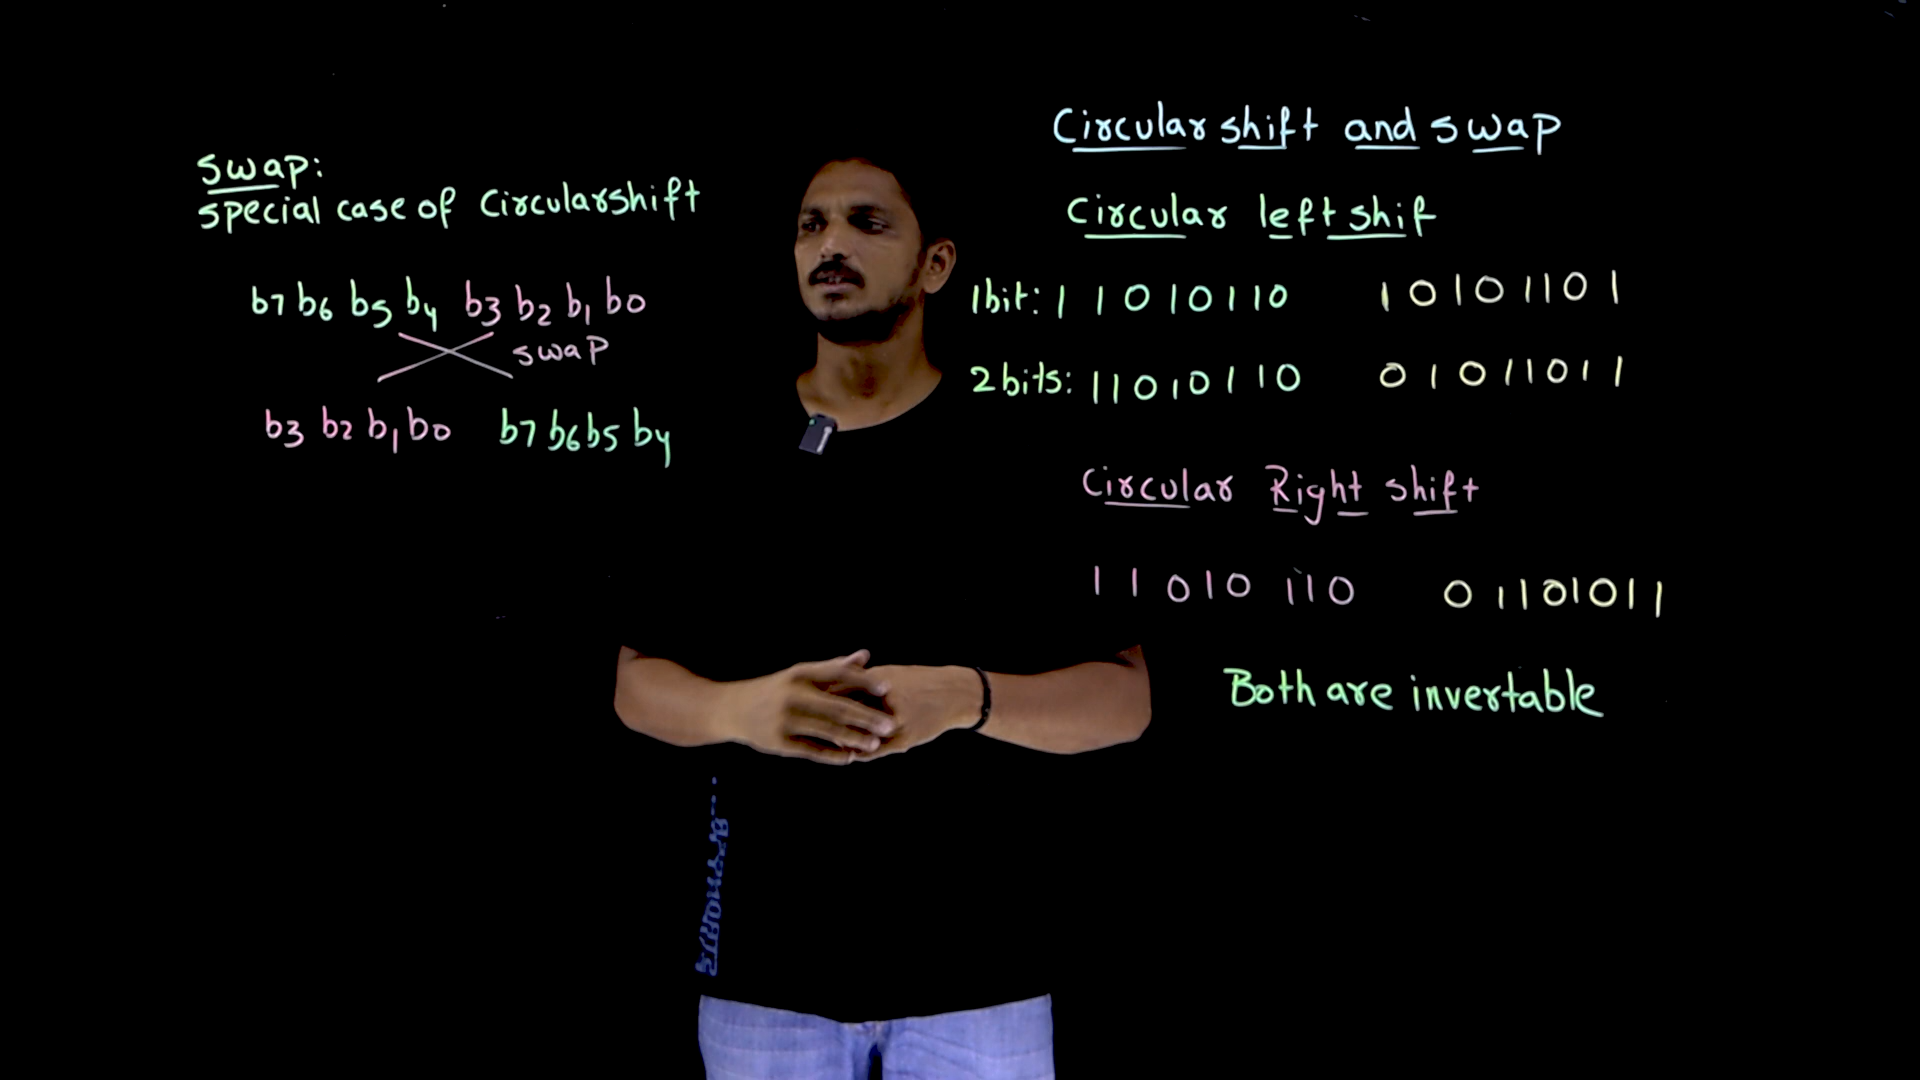 Circular shift and swap
swap:
special case of Circularshift
b7 b6 b5 b4 b3 b2 b1 b0
swap
b3 b2 b1 b0 b7 b6 b5 b4
Circular left shif
1bit: 1 1 0 1 0 1 1 0 1 0 1 0 1 1 0 1
2 bits: 1 1 0 1 0 1 1 0 0 1 0 1 1 0 1 1
Circular Right shift
1 1 0 1 0 1 1 0 0 1 1 0 1 0 1 1
Both are invertable